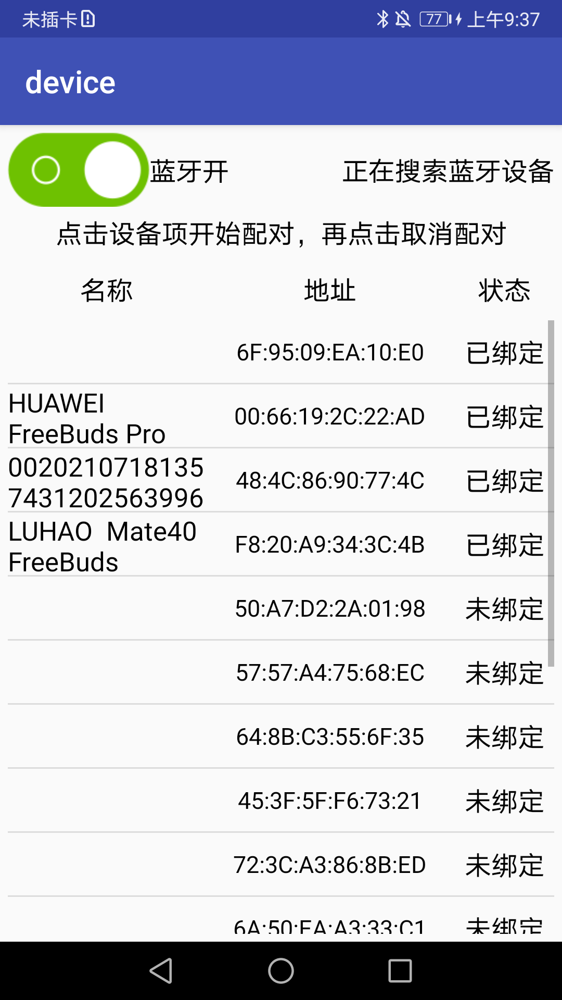 未插卡 77 上午9:37
device
蓝牙开 正在搜索蓝牙设备
点击设备项开始配对，再点击取消配对
名称 地址 状态
6F:95:09:EA:10:E0 已绑定
HUAWEI
FreeBuds Pro 00:66:19:2C:22:AD 已绑定
0020210718135
7431202563996 48:4C:86:90:77:4C 已绑定
LUHAO  Mate40
FreeBuds F8:20:A9:34:3C:4B 已绑定
50:A7:D2:2A:01:98 未绑定
57:57:A4:75:68:EC 未绑定
64:8B:C3:55:6F:35 未绑定
45:3F:5F:F6:73:21 未绑定
72:3C:A3:86:8B:ED 未绑定
6A:50:EA:A3:33:C1 未绑定